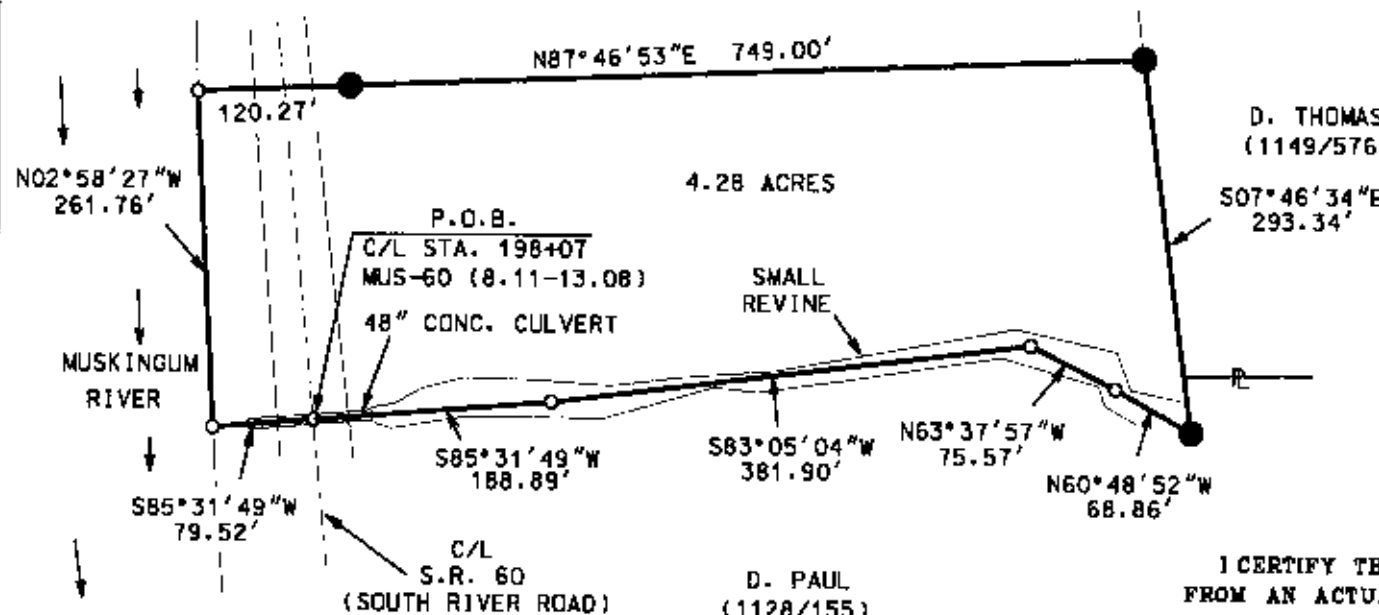 N87°46'53"E 749.00'
120.27'
D. THOMAS
(1149/576
N02°58'27"W
261.76'
4.28 ACRES
S07°46'34"E
293.34'
P.O.B.
C/L STA. 198+07
MUS-60 (8.11-13.08)
48" CONC. CULVERT
SMALL
REVINE
MUSKINGUM
RIVER
PL
S85°31'49"W
79.52'
S85°31'49"W
188.89'
S83°05'04"W
381.90'
N63°37'57"W
75.57'
N60°48'52"W
68.86'
C/L
S.R. 60
(SOUTH RIVER ROAD)
D. PAUL
(1128/155)
I CERTIFY TH
FROM AN ACTU